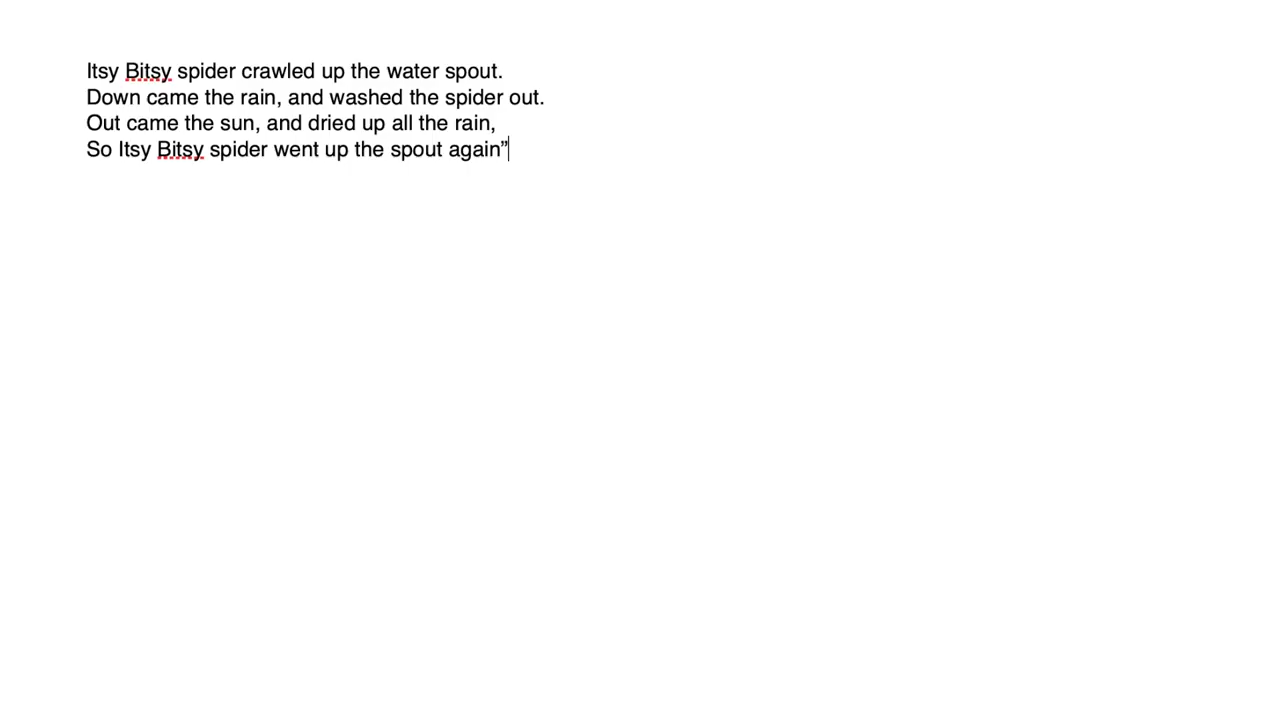 Itsy Bitsy spider crawled up the water spout.
Down came the rain, and washed the spider out.
Out came the sun, and dried up all the rain,
So Itsy Bitsy spider went up the spout again”